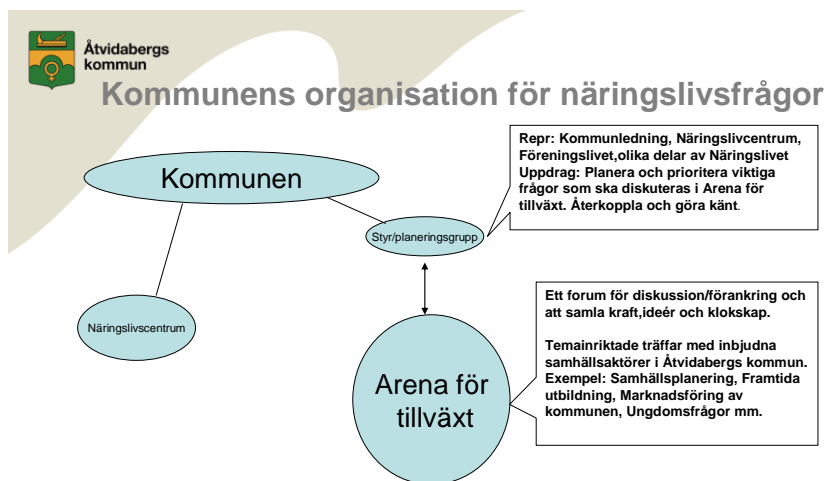 Åtvidabergs
kommun
Kommunens organisation för näringslivsfrågor
Repr: Kommunledning, Näringslivcentrum,
Föreningslivet,olika delar av Näringslivet
Uppdrag: Planera och prioritera viktiga
frågor som ska diskuteras i Arena för
tillväxt. Återkoppla och göra känt.
Kommunen
Styr/planeringsgrupp
Näringslivscentrum
Ett forum för diskussion/förankring och
att samla kraft,ideér och klokskap.
Temainriktade träffar med inbjudna
samhällsaktörer i Åtvidabergs kommun.
Exempel: Samhällsplanering, Framtida
utbildning, Marknadsföring av
kommunen, Ungdomsfrågor mm.
Arena för
tillväxt